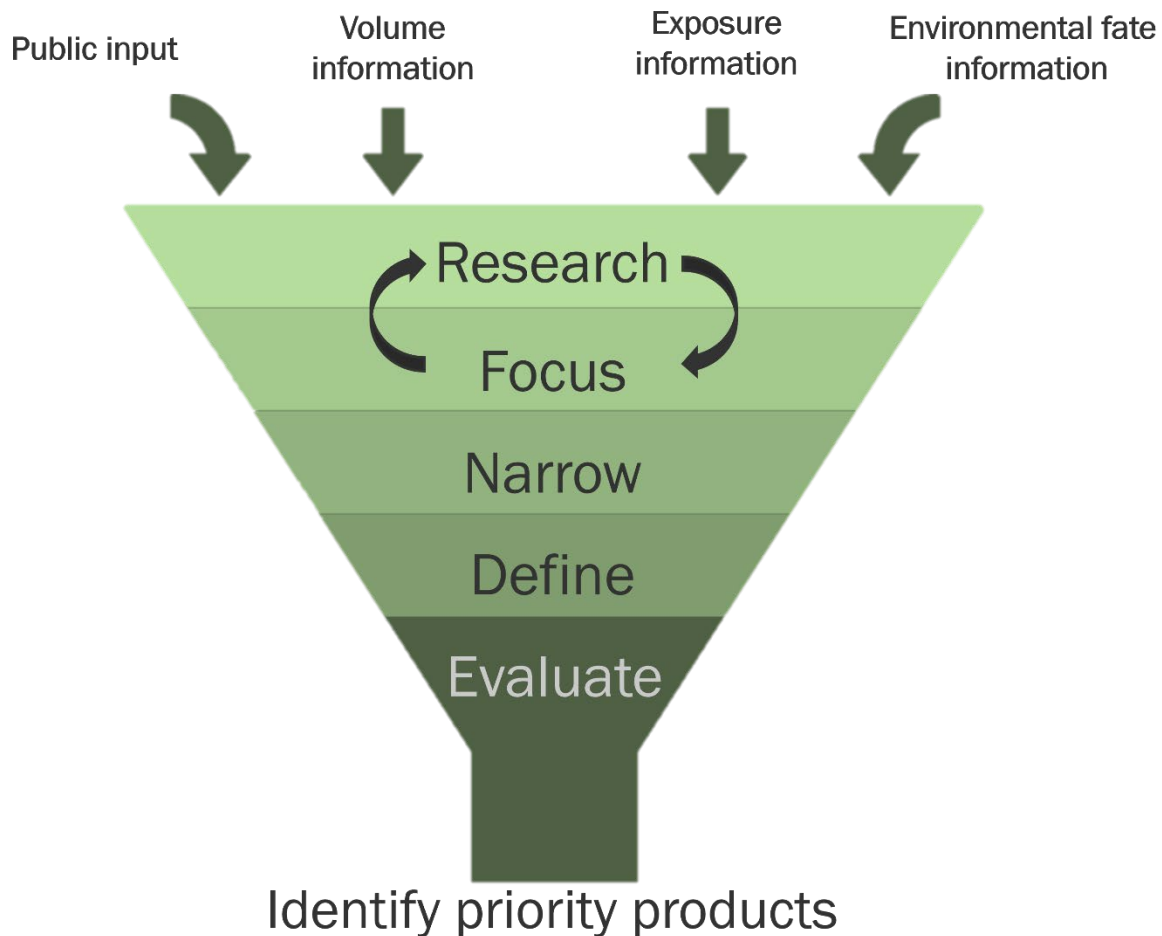 Public input
Volume
information
Exposure
information
Environmental fate
information
Research
Focus
Narrow
Define
Evaluate
Identify priority products